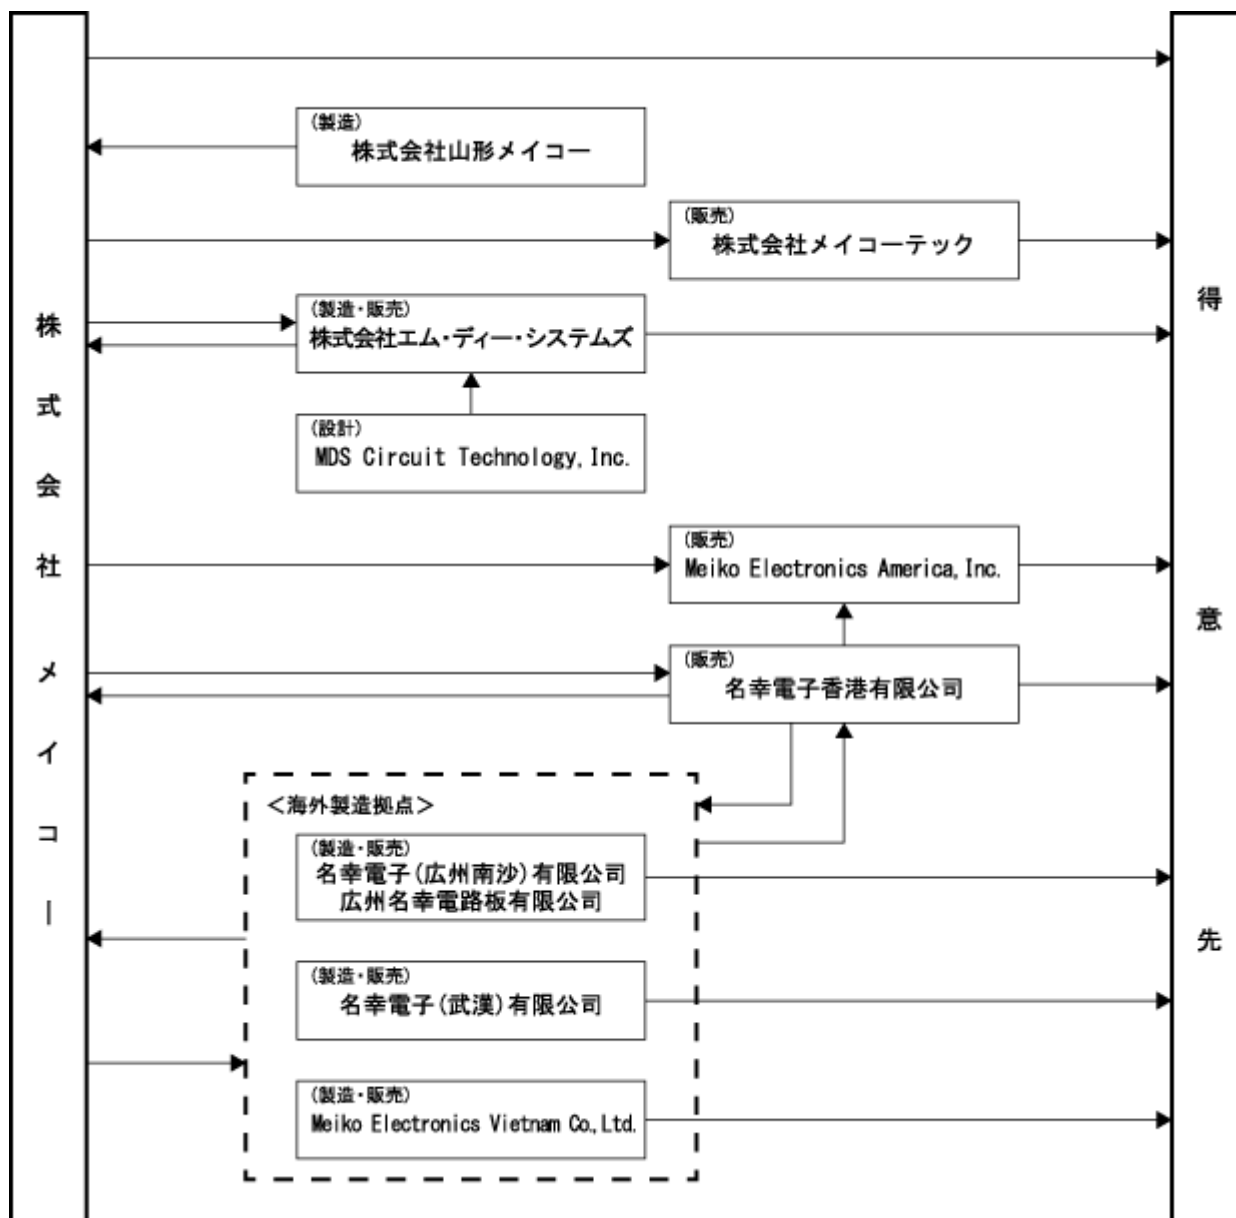 株式会社メイコー
(製造)
株式会社山形メイコー
(販売)
株式会社メイコーテック
(製造・販売)
株式会社エム・ディー・システムズ
(設計)
MDS Circuit Technology, Inc.
(販売)
Meiko Electronics America, Inc.
(販売)
名幸電子香港有限公司
＜海外製造拠点＞
(製造・販売)
名幸電子(広州南沙)有限公司
広州名幸電路板有限公司
(製造・販売)
名幸電子(武漢)有限公司
(製造・販売)
Meiko Electronics Vietnam Co., Ltd.
得意先